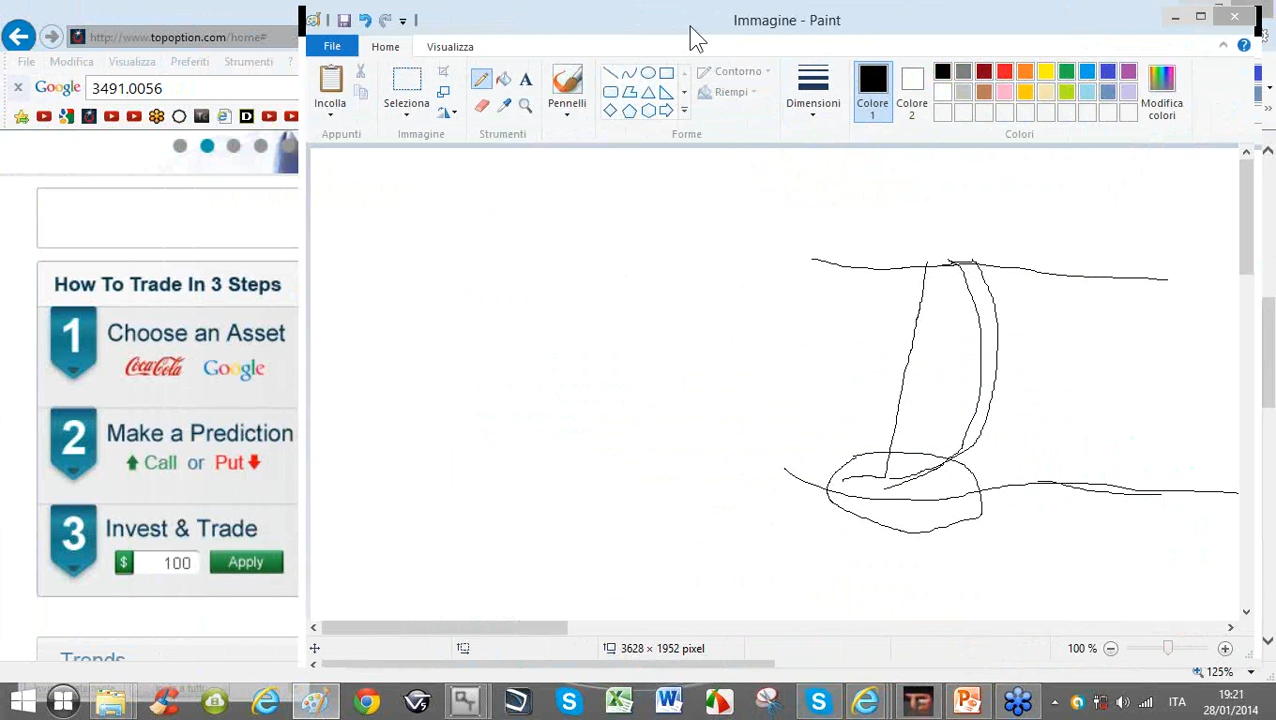 Immagine - Paint
http://www.topoption.com/home#
File Home Visualizza
File Modifica Visualizza Preferiti Strumenti
Google 3491.0056
Incolla Seleziona Pennelli Contorno Riempi Dimensioni Colore 1 Colore 2 Modifica colori
Appunti Immagine Strumenti Forme Colori
How To Trade In 3 Steps
1 Choose an Asset
Coca-Cola Google
2 Make a Prediction
Call or Put
3 Invest & Trade
$ 100 Apply
Trends
3628 × 1952 pixel 100 %
125%
ITA 19:21
28/01/2014